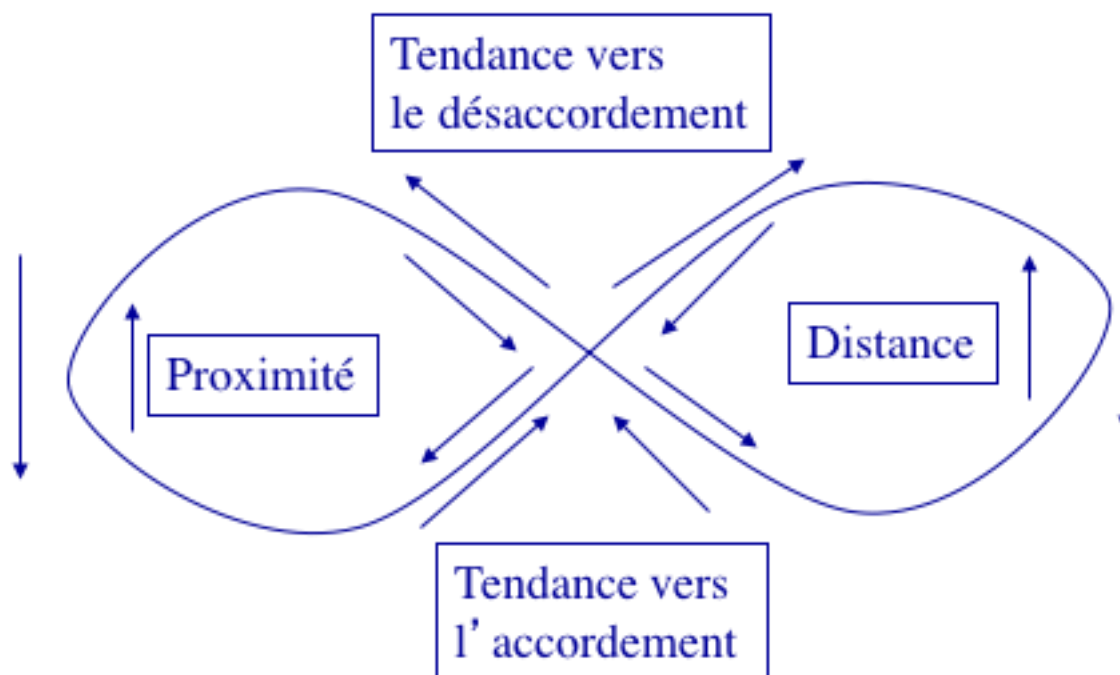 Tendance vers
le désaccordement
Proximité
Distance
Tendance vers
l’ accordement